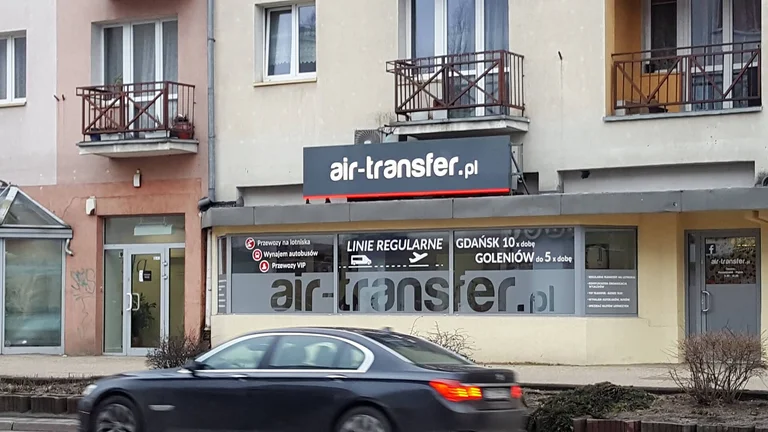 air-transfer.pl
Przewozy na lotniska
Wynajem autobusów
Przewozy VIP
LINIE REGULARNE
GDAŃSK 10 x dobę
GOLENIÓW do 5 x dobę
air-transfer.pl
air-transfer.pl